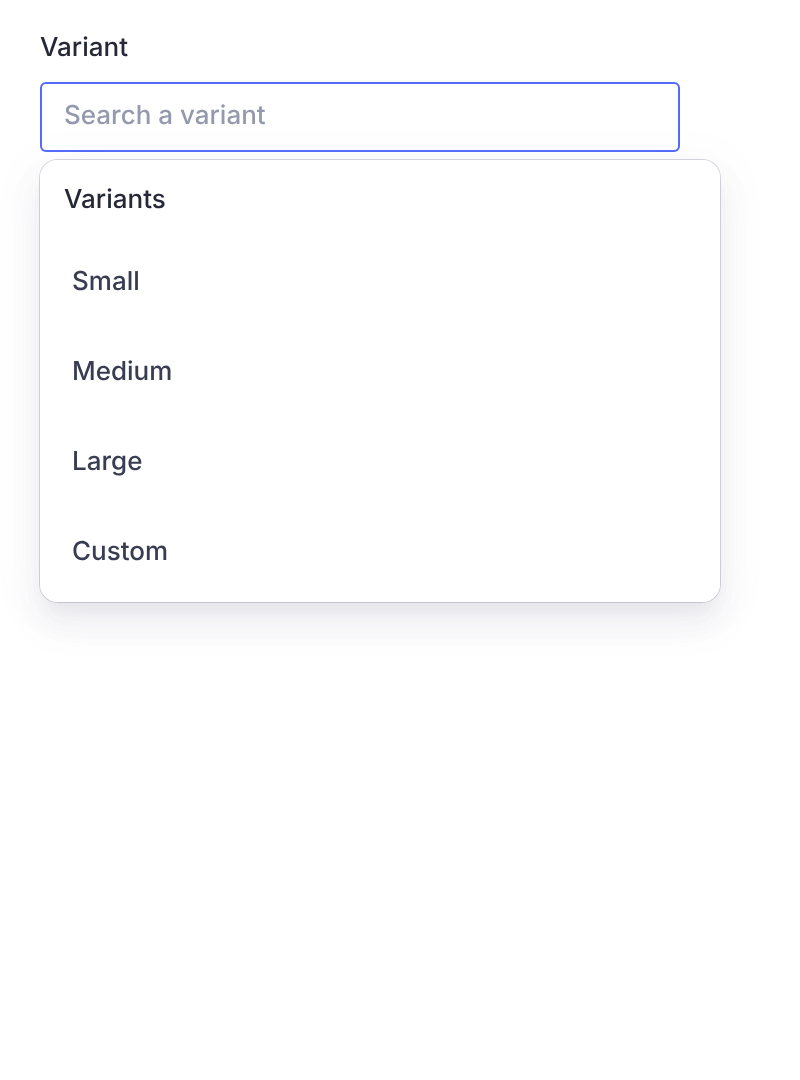 Variant
Search a variant
Variants
Small
Medium
Large
Custom